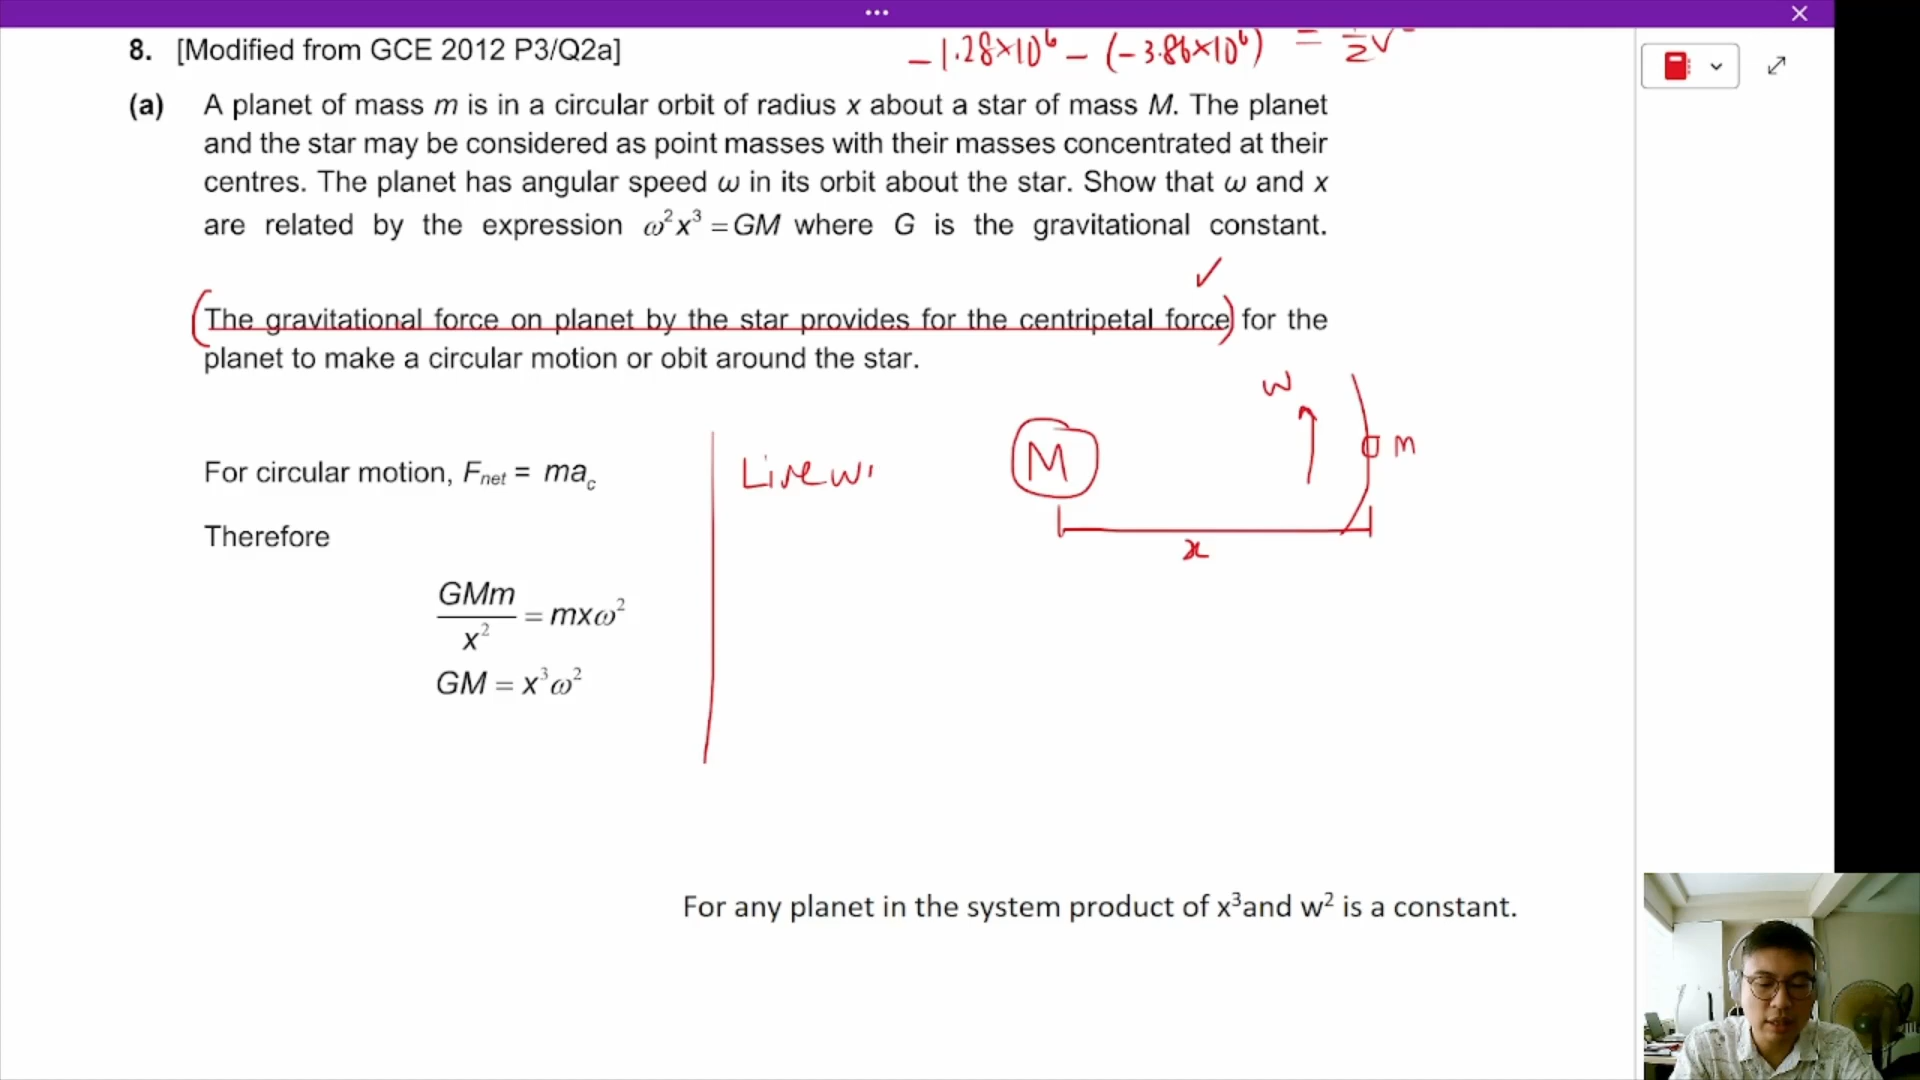 8. [Modified from GCE 2012 P3/Q2a]
-1.28×10⁶ - (-3.86×10⁶) = ½v
(a) A planet of mass m is in a circular orbit of radius x about a star of mass M. The planet
and the star may be considered as point masses with their masses concentrated at their
centres. The planet has angular speed ω in its orbit about the star. Show that ω and x
are related by the expression ω²x³ = GM where G is the gravitational constant.
(The gravitational force on planet by the star provides for the centripetal force) for the
planet to make a circular motion or obit around the star.
For circular motion, Fₙₑₜ = ma_c
Therefore
GMm/x² = mxω²
GM = x³ω²
M
w
m
x
For any planet in the system product of x³and w² is a constant.